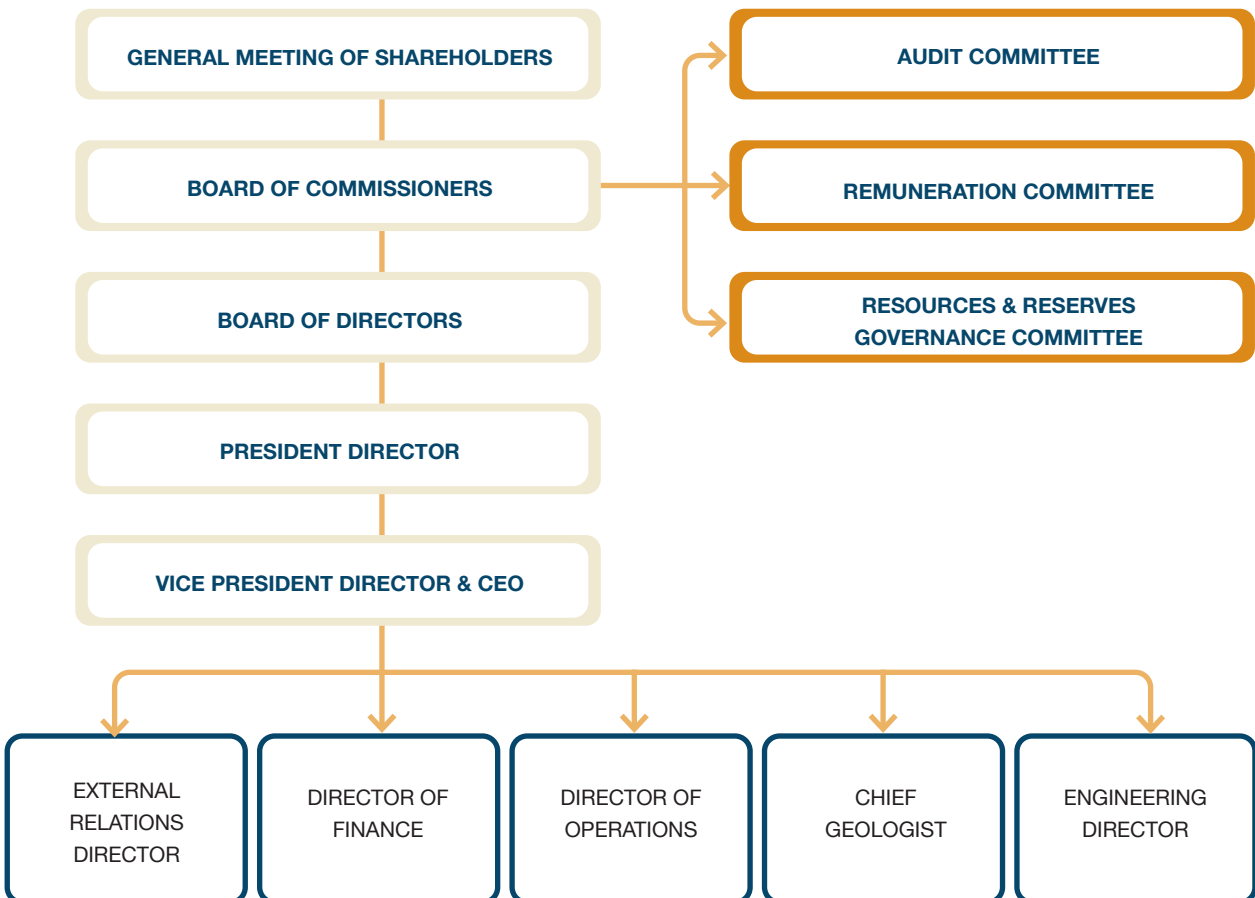 GENERAL MEETING OF SHAREHOLDERS
AUDIT COMMITTEE
BOARD OF COMMISSIONERS
REMUNERATION COMMITTEE
BOARD OF DIRECTORS
RESOURCES & RESERVES
GOVERNANCE COMMITTEE
PRESIDENT DIRECTOR
VICE PRESIDENT DIRECTOR & CEO
EXTERNAL
RELATIONS
DIRECTOR
DIRECTOR OF
FINANCE
DIRECTOR OF
OPERATIONS
CHIEF
GEOLOGIST
ENGINEERING
DIRECTOR